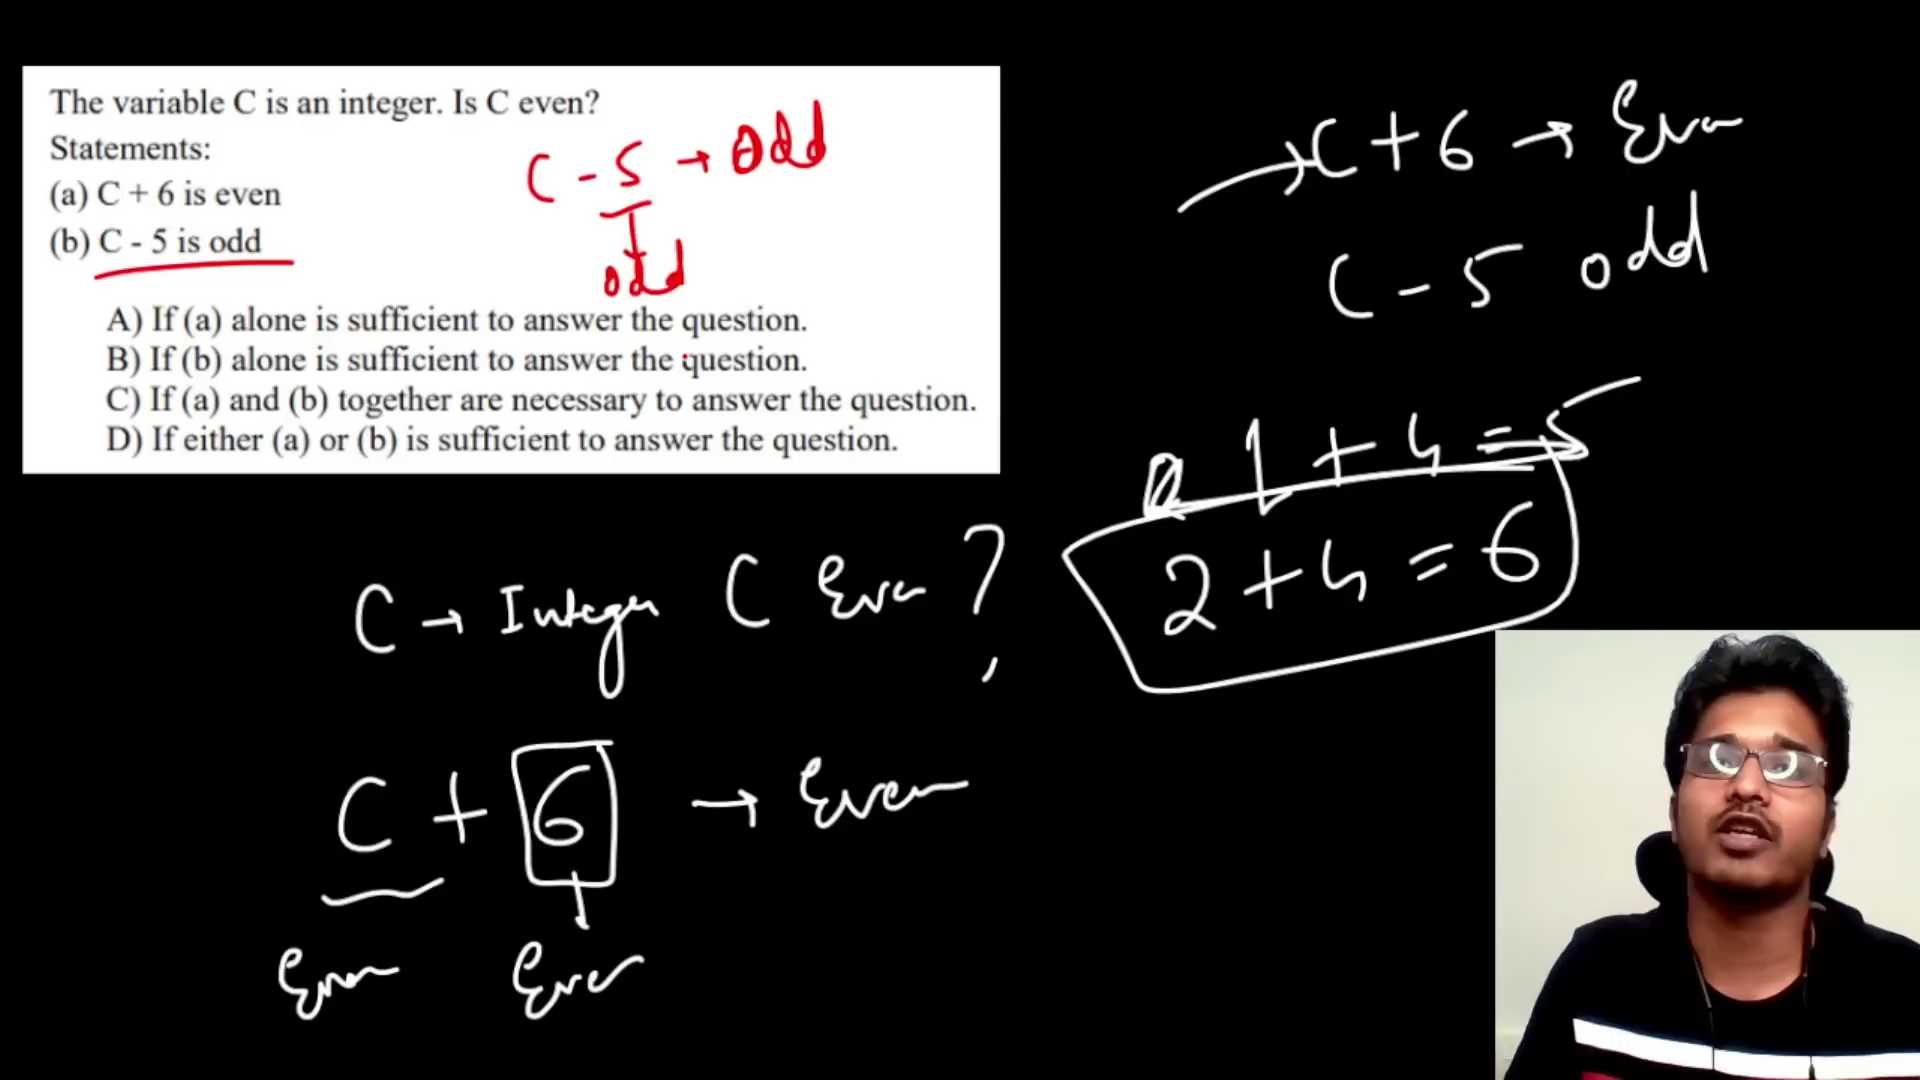 The variable C is an integer. Is C even?
Statements:
(a) C + 6 is even
(b) C - 5 is odd
A) If (a) alone is sufficient to answer the question.
B) If (b) alone is sufficient to answer the question.
C) If (a) and (b) together are necessary to answer the question.
D) If either (a) or (b) is sufficient to answer the question.
C - 5 → odd
odd
C + 6 → Even
C - 5 odd
1 + 4 = 5
2 + 4 = 6
C → Integer C Even ?
C + 6 → Even
Even Even